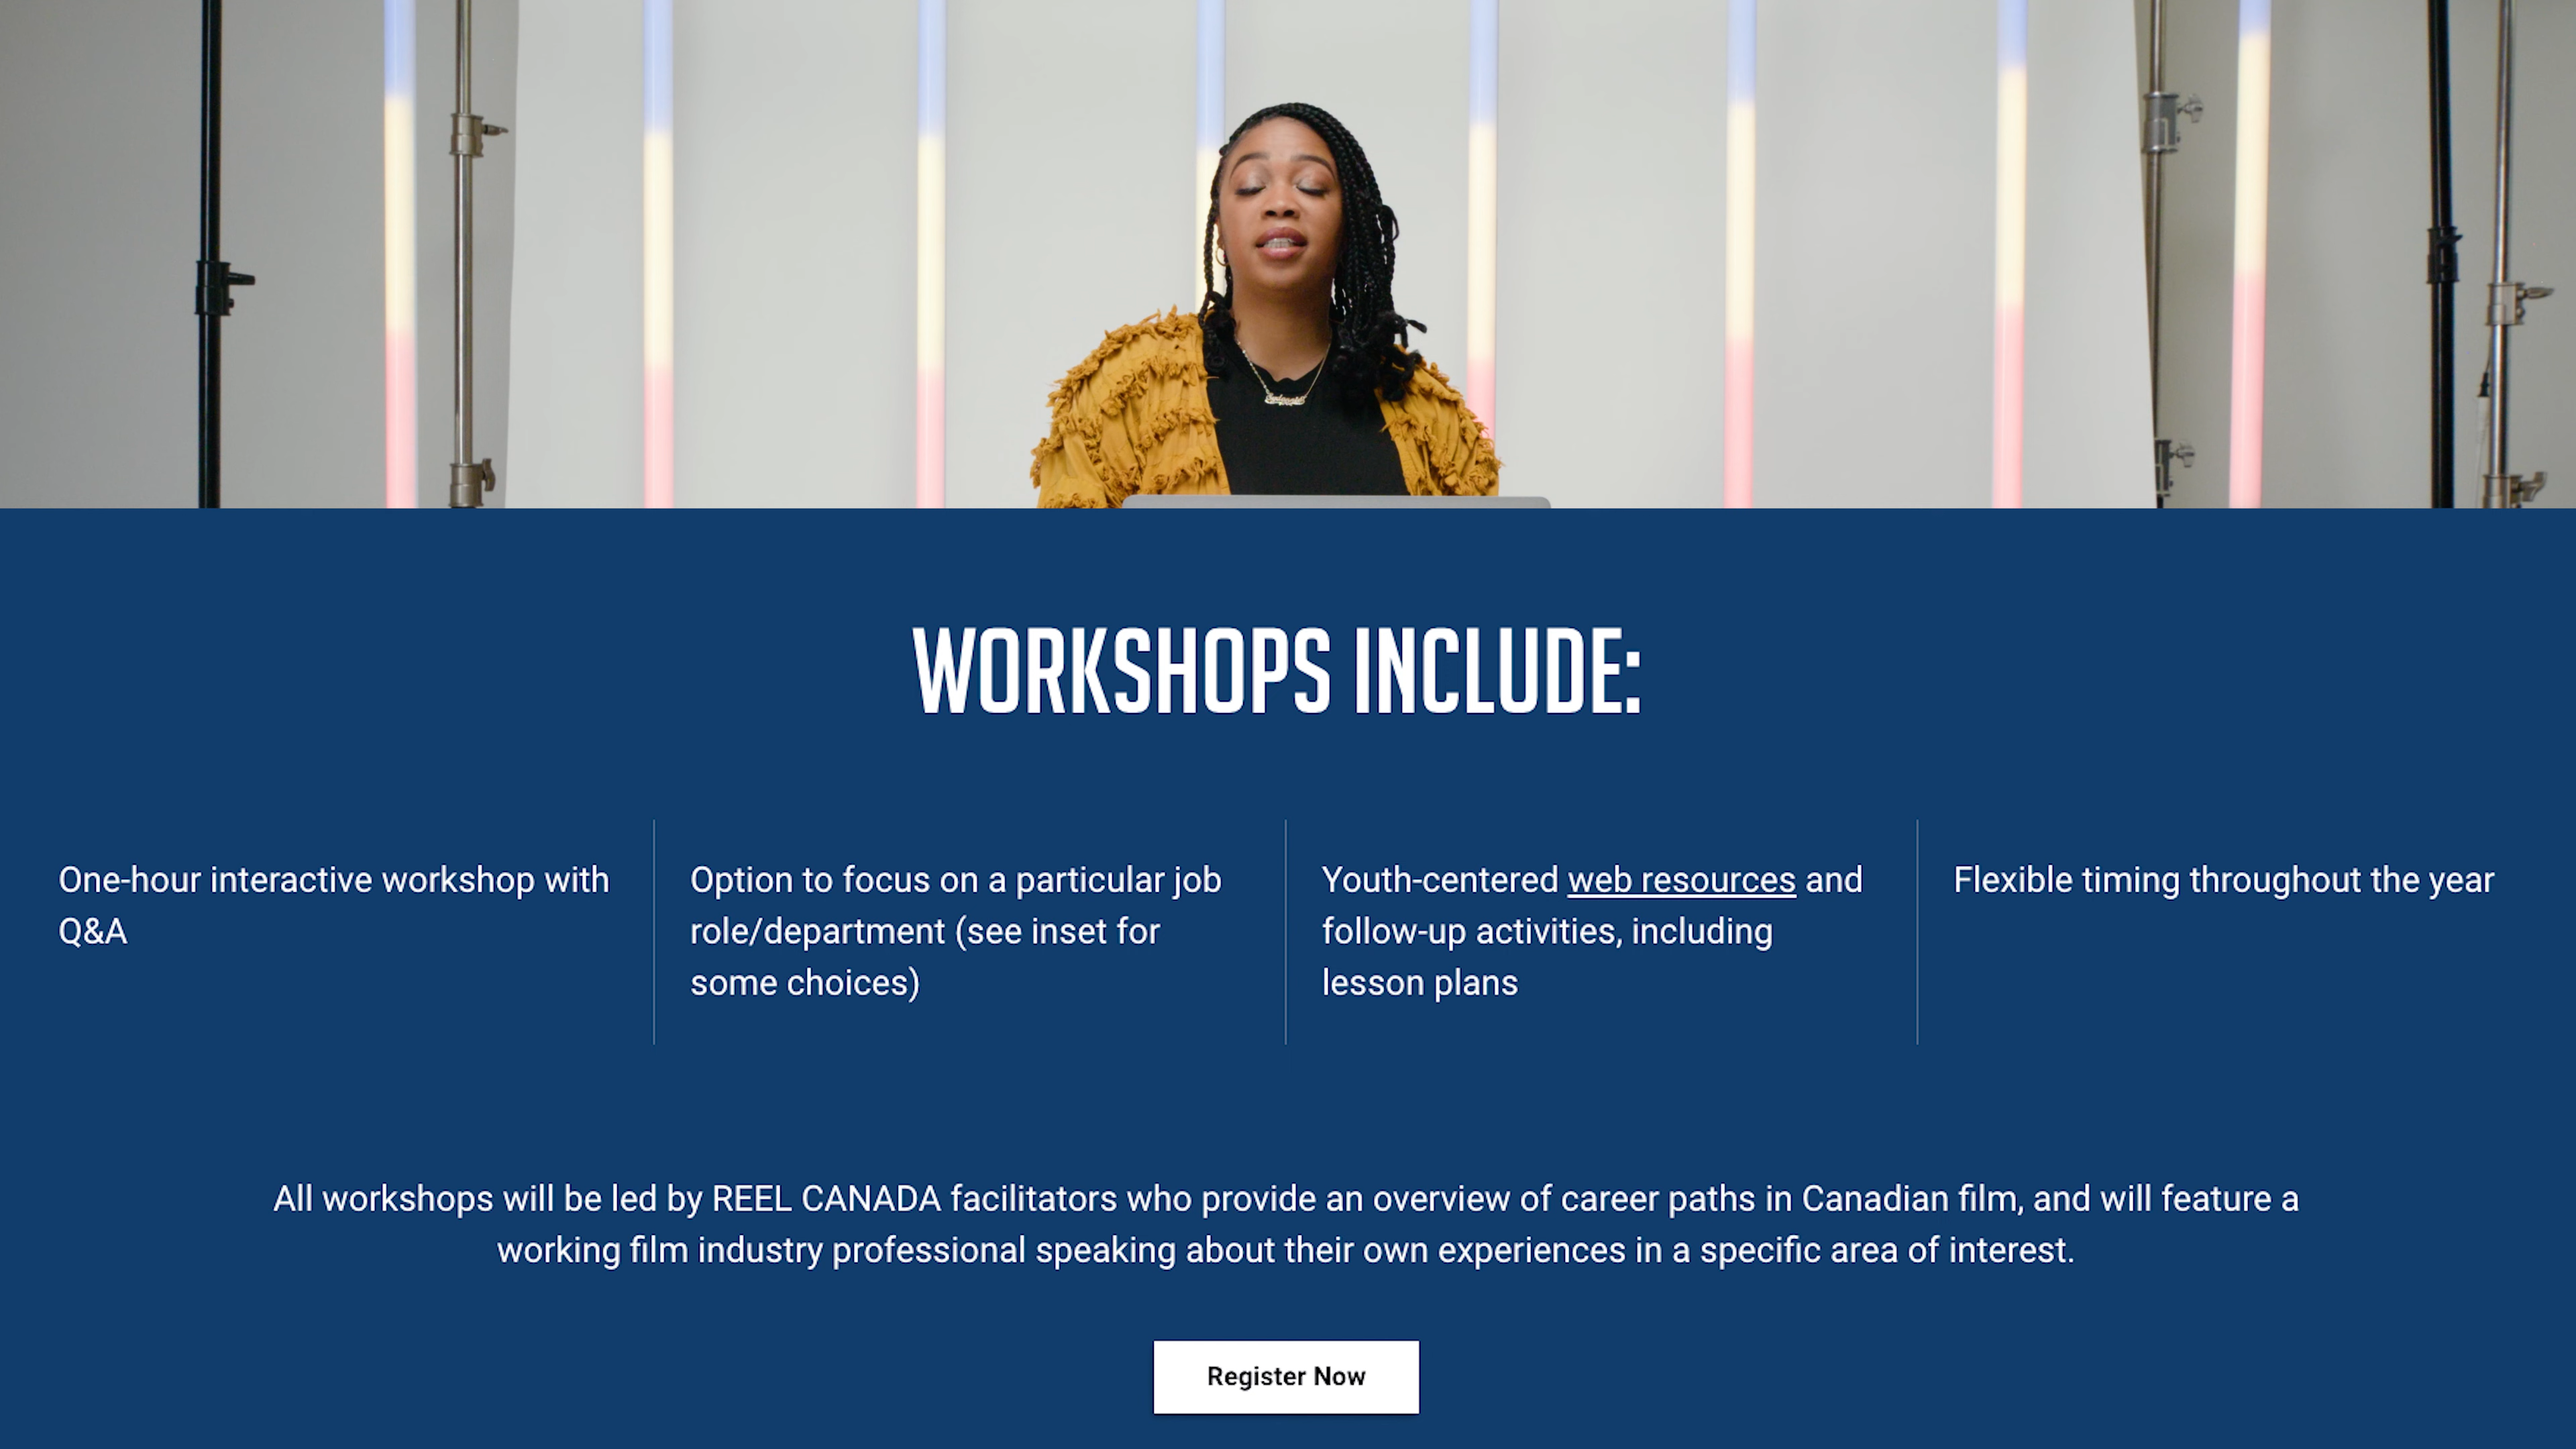 WORKSHOPS INCLUDE:
One-hour interactive workshop with
Q&A
Option to focus on a particular job
role/department (see inset for
some choices)
Youth-centered web resources and
follow-up activities, including
lesson plans
Flexible timing throughout the year
All workshops will be led by REEL CANADA facilitators who provide an overview of career paths in Canadian film, and will feature a
working film industry professional speaking about their own experiences in a specific area of interest.
Register Now